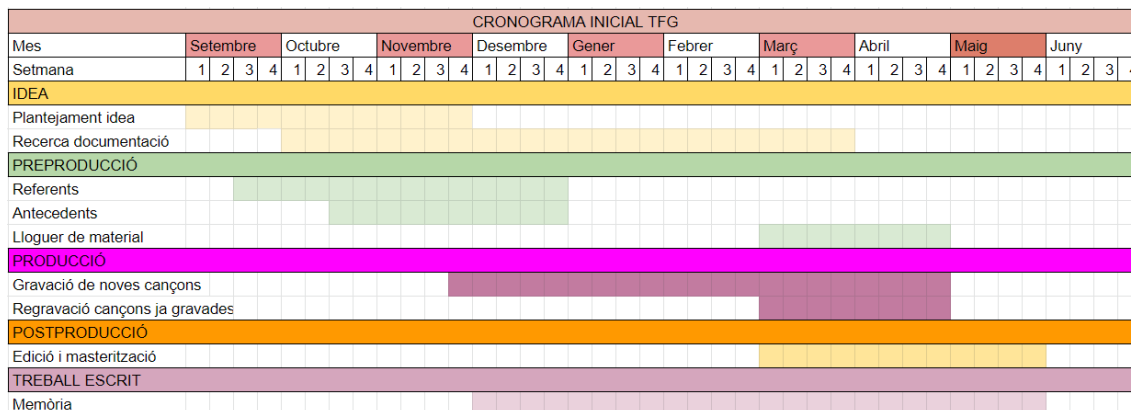 CRONOGRAMA INICIAL TFG
Mes Setembre Octubre Novembre Desembre Gener Febrer Març Abril Maig Juny
Setmana 1 2 3 4 1 2 3 4 1 2 3 4 1 2 3 4 1 2 3 4 1 2 3 4 1 2 3 4 1 2 3 4 1 2 3 4 1 2 3 4
IDEA
Plantejament idea
Recerca documentació
PREPRODUCCIÓ
Referents
Antecedents
Lloguer de material
PRODUCCIÓ
Gravació de noves cançons
Regravació cançons ja gravades
POSTPRODUCCIÓ
Edició i masterització
TREBALL ESCRIT
Memòria